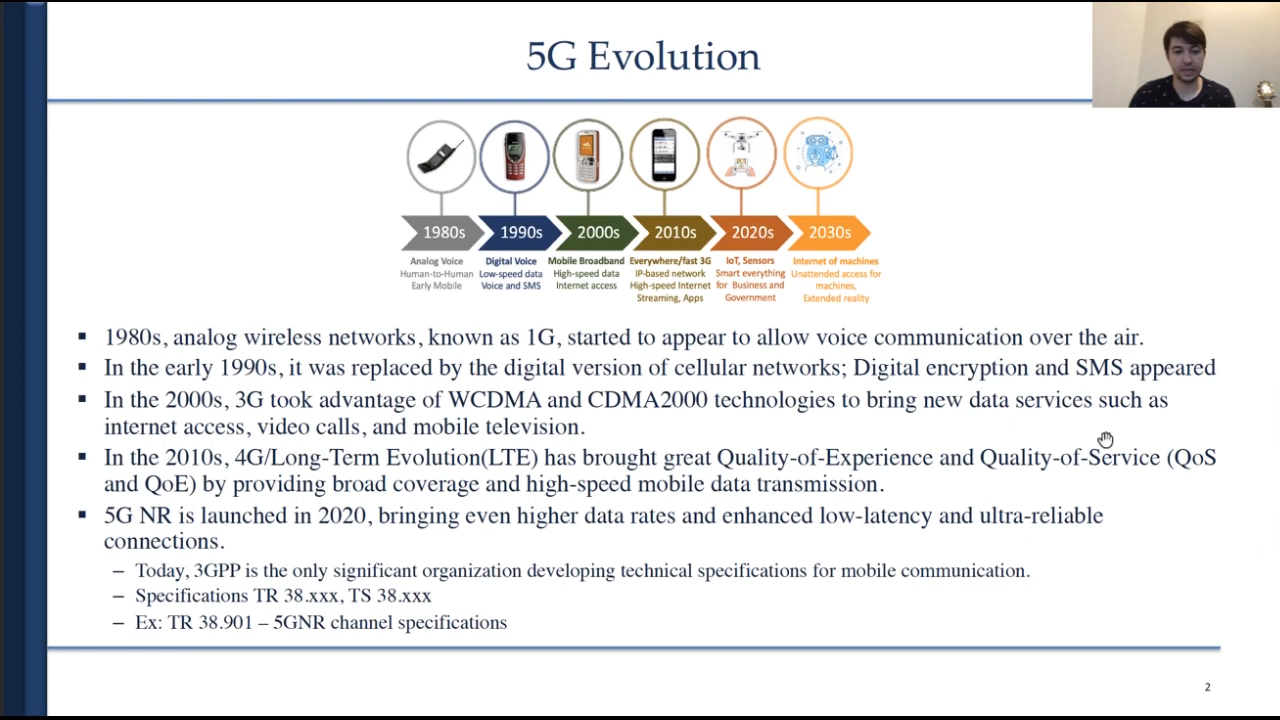 5G Evolution
1980s 1990s 2000s 2010s 2020s 2030s
Analog Voice
Human-to-Human
Early Mobile
Digital Voice
Low-speed data
Voice and SMS
Mobile Broadband
High-speed data
Internet access
Everywhere/fast 3G
IP-based network
High-speed Internet
Streaming, Apps
IoT, Sensors
Smart everything
for Business and
Government
Internet of machines
Unattended access for
machines,
Extended reality
▪ 1980s, analog wireless networks, known as 1G, started to appear to allow voice communication over the air.
▪ In the early 1990s, it was replaced by the digital version of cellular networks; Digital encryption and SMS appeared
▪ In the 2000s, 3G took advantage of WCDMA and CDMA2000 technologies to bring new data services such as
internet access, video calls, and mobile television.
▪ In the 2010s, 4G/Long-Term Evolution(LTE) has brought great Quality-of-Experience and Quality-of-Service (QoS
and QoE) by providing broad coverage and high-speed mobile data transmission.
▪ 5G NR is launched in 2020, bringing even higher data rates and enhanced low-latency and ultra-reliable
connections.
– Today, 3GPP is the only significant organization developing technical specifications for mobile communication.
– Specifications TR 38.xxx, TS 38.xxx
– Ex: TR 38.901 – 5GNR channel specifications
2